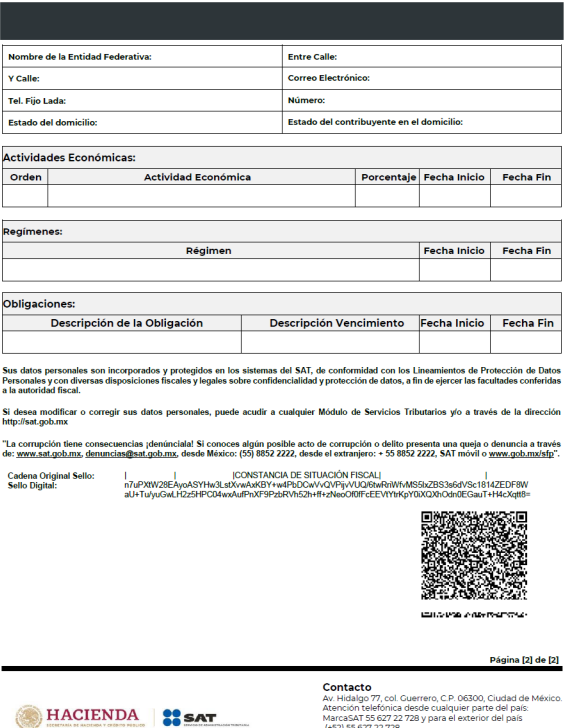 Nombre de la Entidad Federativa: Entre Calle:
Y Calle: Correo Electrónico:
Tel. Fijo Lada: Número:
Estado del domicilio: Estado del contribuyente en el domicilio:
Actividades Económicas:
Orden Actividad Económica Porcentaje Fecha Inicio Fecha Fin
Regímenes:
Régimen Fecha Inicio Fecha Fin
Obligaciones:
Descripción de la Obligación Descripción Vencimiento Fecha Inicio Fecha Fin
Sus datos personales son incorporados y protegidos en los sistemas del SAT, de conformidad con los Lineamientos de Protección de Datos
Personales y con diversas disposiciones fiscales y legales sobre confidencialidad y protección de datos, a fin de ejercer las facultades conferidas
a la autoridad fiscal.
Si desea modificar o corregir sus datos personales, puede acudir a cualquier Módulo de Servicios Tributarios y/o a través de la dirección
http://sat.gob.mx
"La corrupción tiene consecuencias ¡denúnciala! Si conoces algún posible acto de corrupción o delito presenta una queja o denuncia a través
de: www.sat.gob.mx, denuncias@sat.gob.mx, desde México: (55) 8852 2222, desde el extranjero: + 55 8852 2222, SAT móvil o www.gob.mx/sfp".
Cadena Original Sello: | | |CONSTANCIA DE SITUACIÓN FISCAL| |
Sello Digital: n7uPXtW28EAyoASYHw3LstXvwAxKBY+w4PbDCwVvQVPijvVUQ/6twRriWfvMS5lxZBS3s6dVSc1814ZEDF8W
aU+Tu/yuGwLH2z5HPC04wxAufPnXF9PzbRVh52h+ff+zNeoOf0fFcEEVtYtrKpY0iXQXhOdn0EGauT+H4cXqtt8=
Página [2] de [2]
Contacto
Av. Hidalgo 77, col. Guerrero, C.P. 06300, Ciudad de México.
Atención telefónica desde cualquier parte del país:
HACIENDA SAT MarcaSAT 55 627 22 728 y para el exterior del país
SECRETARÍA DE HACIENDA Y CRÉDITO PÚBLICO SERVICIO DE ADMINISTRACIÓN TRIBUTARIA (+52) 55 627 22 728